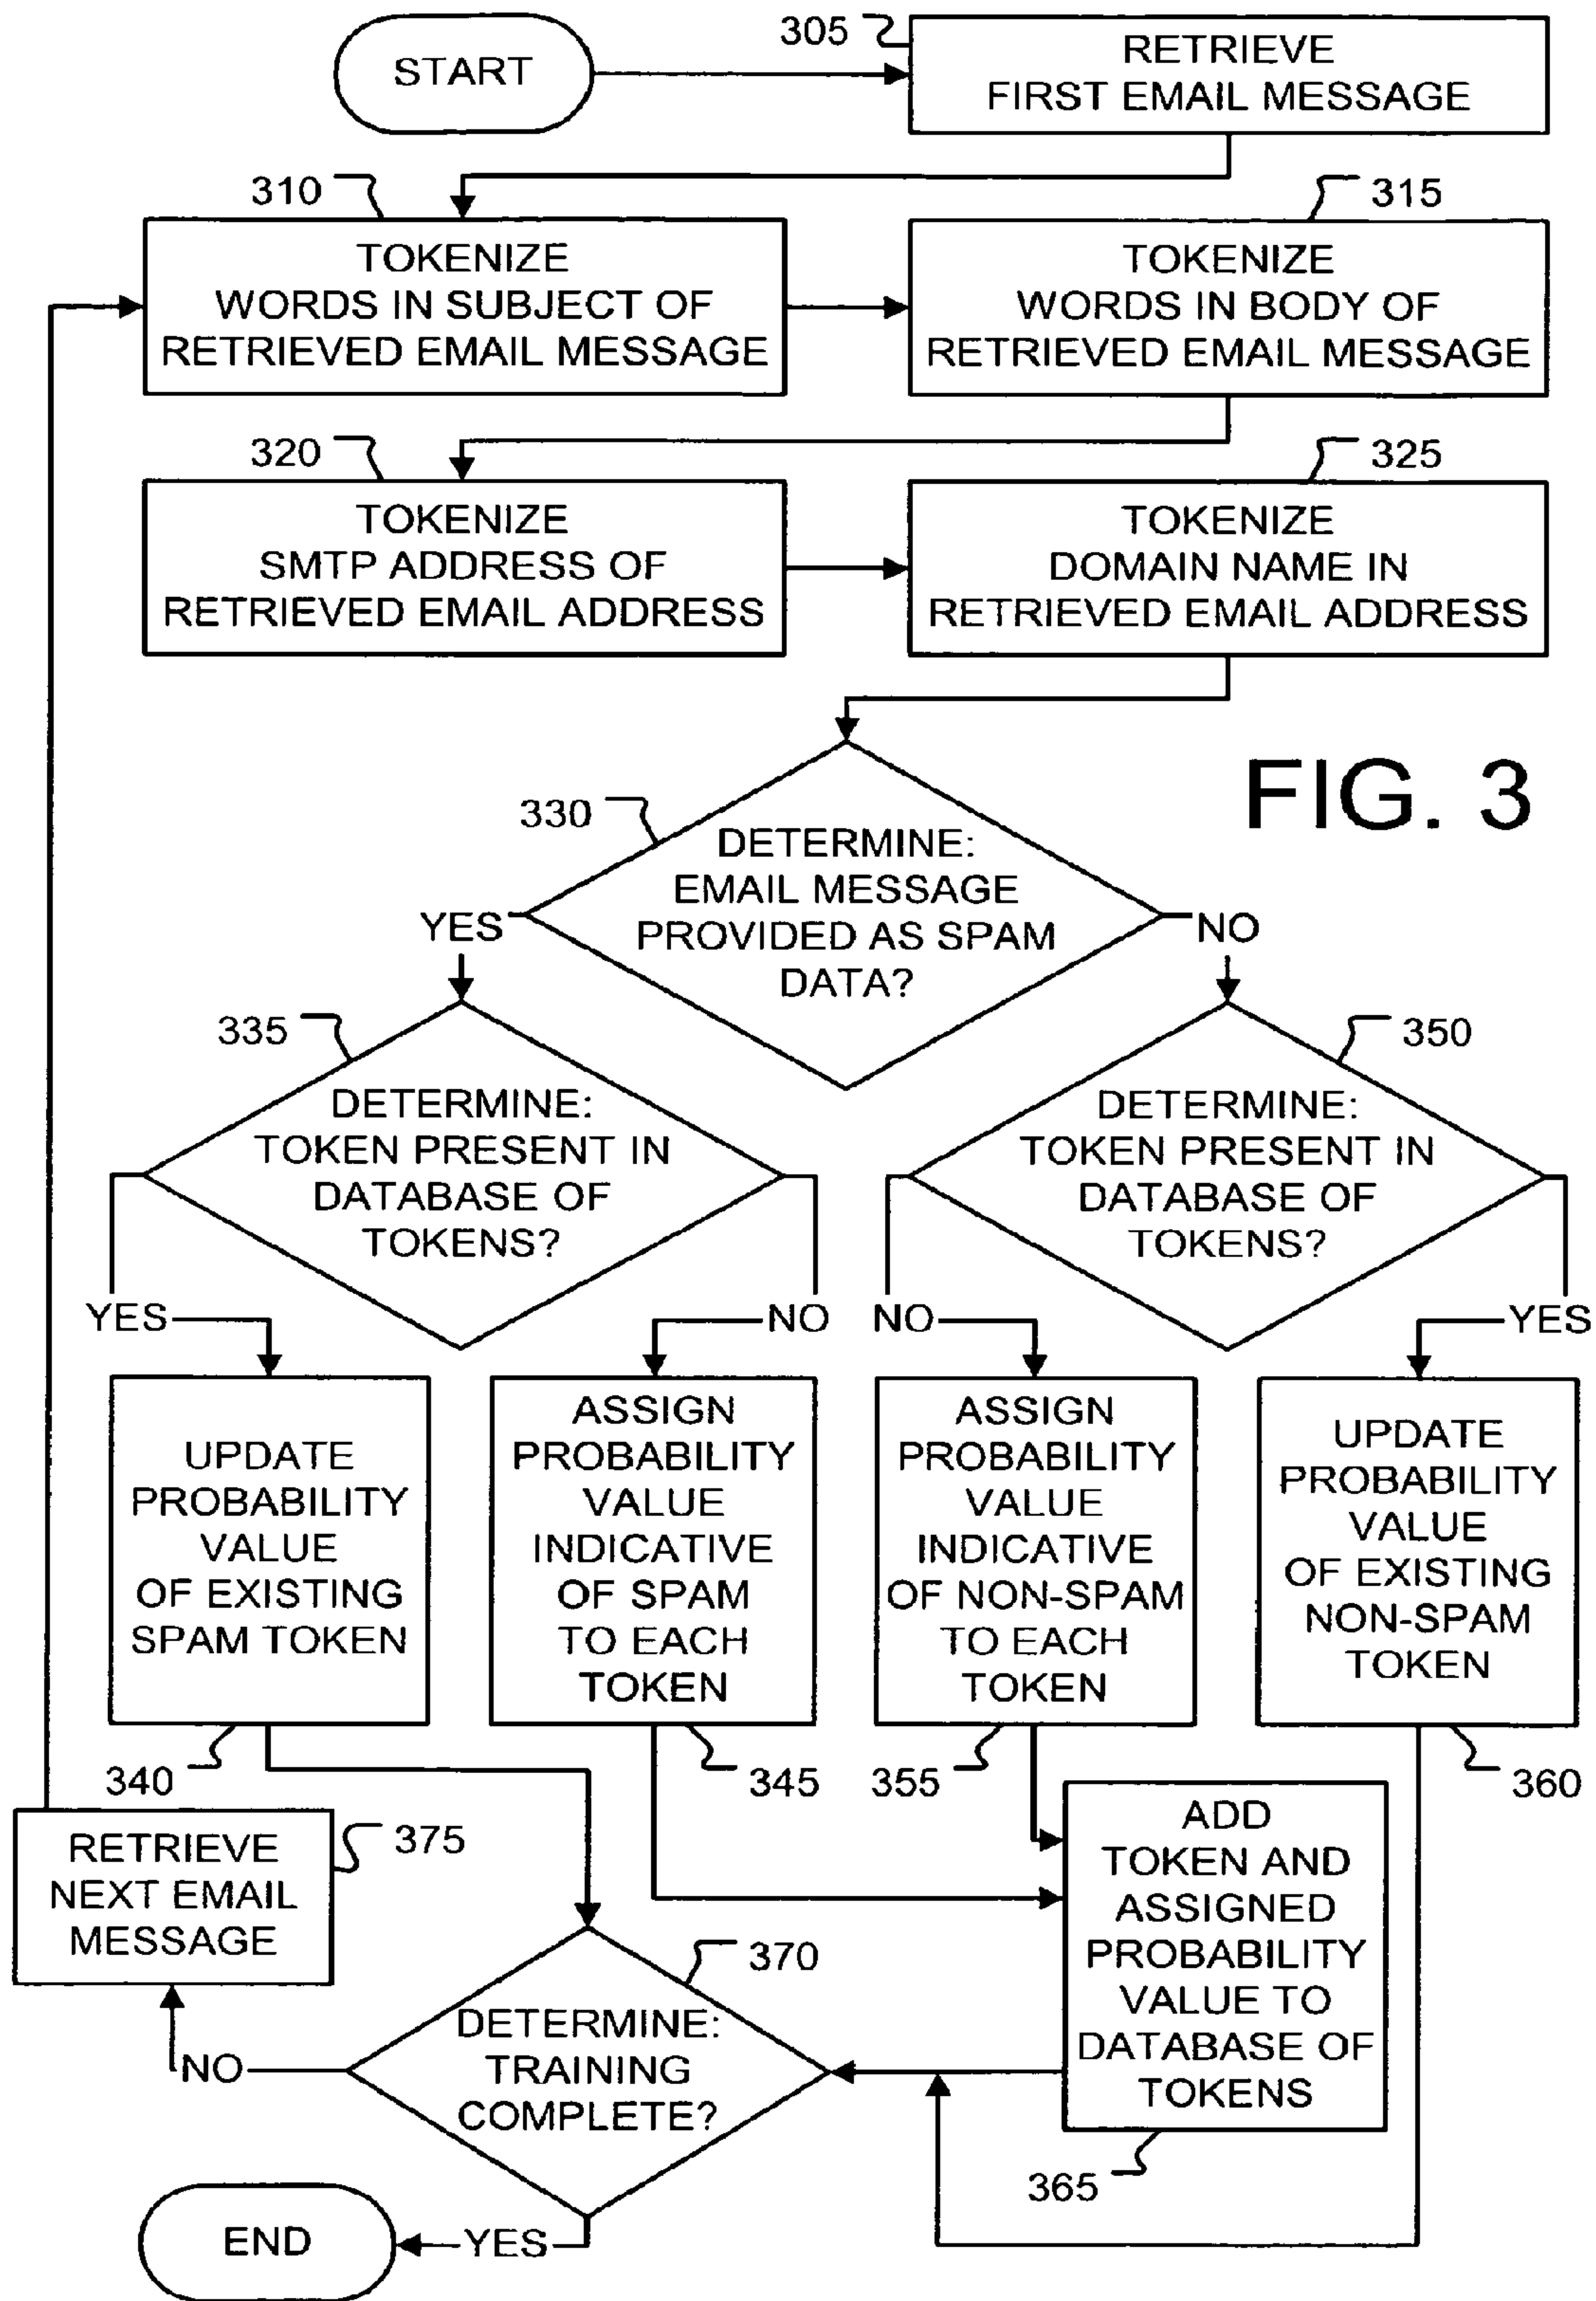 START
305
RETRIEVE
FIRST EMAIL MESSAGE
310
TOKENIZE
WORDS IN SUBJECT OF
RETRIEVED EMAIL MESSAGE
315
TOKENIZE
WORDS IN BODY OF
RETRIEVED EMAIL MESSAGE
320
TOKENIZE
SMTP ADDRESS OF
RETRIEVED EMAIL ADDRESS
325
TOKENIZE
DOMAIN NAME IN
RETRIEVED EMAIL ADDRESS
FIG. 3
330
DETERMINE:
EMAIL MESSAGE
PROVIDED AS SPAM
DATA?
YES
NO
335
DETERMINE:
TOKEN PRESENT IN
DATABASE OF
TOKENS?
350
DETERMINE:
TOKEN PRESENT IN
DATABASE OF
TOKENS?
YES
NO
NO
YES
UPDATE
PROBABILITY
VALUE
OF EXISTING
SPAM TOKEN
340
ASSIGN
PROBABILITY
VALUE
INDICATIVE
OF SPAM
TO EACH
TOKEN
345
ASSIGN
PROBABILITY
VALUE
INDICATIVE
OF NON-SPAM
TO EACH
TOKEN
355
UPDATE
PROBABILITY
VALUE
OF EXISTING
NON-SPAM
TOKEN
360
RETRIEVE
NEXT EMAIL
MESSAGE
375
ADD
TOKEN AND
ASSIGNED
PROBABILITY
VALUE TO
DATABASE OF
TOKENS
365
370
DETERMINE:
TRAINING
COMPLETE?
NO
YES
END